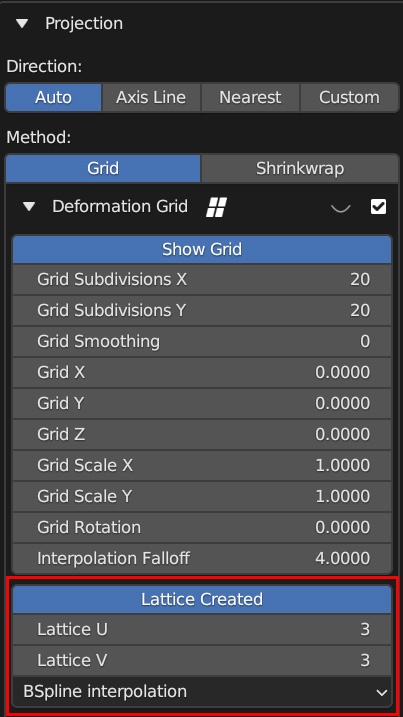 Projection
Direction:
Auto Axis Line Nearest Custom
Method:
Grid Shrinkwrap
Deformation Grid
Show Grid
Grid Subdivisions X 20
Grid Subdivisions Y 20
Grid Smoothing 0
Grid X 0.0000
Grid Y 0.0000
Grid Z 0.0000
Grid Scale X 1.0000
Grid Scale Y 1.0000
Grid Rotation 0.0000
Interpolation Falloff 4.0000
Lattice Created
Lattice U 3
Lattice V 3
BSpline interpolation